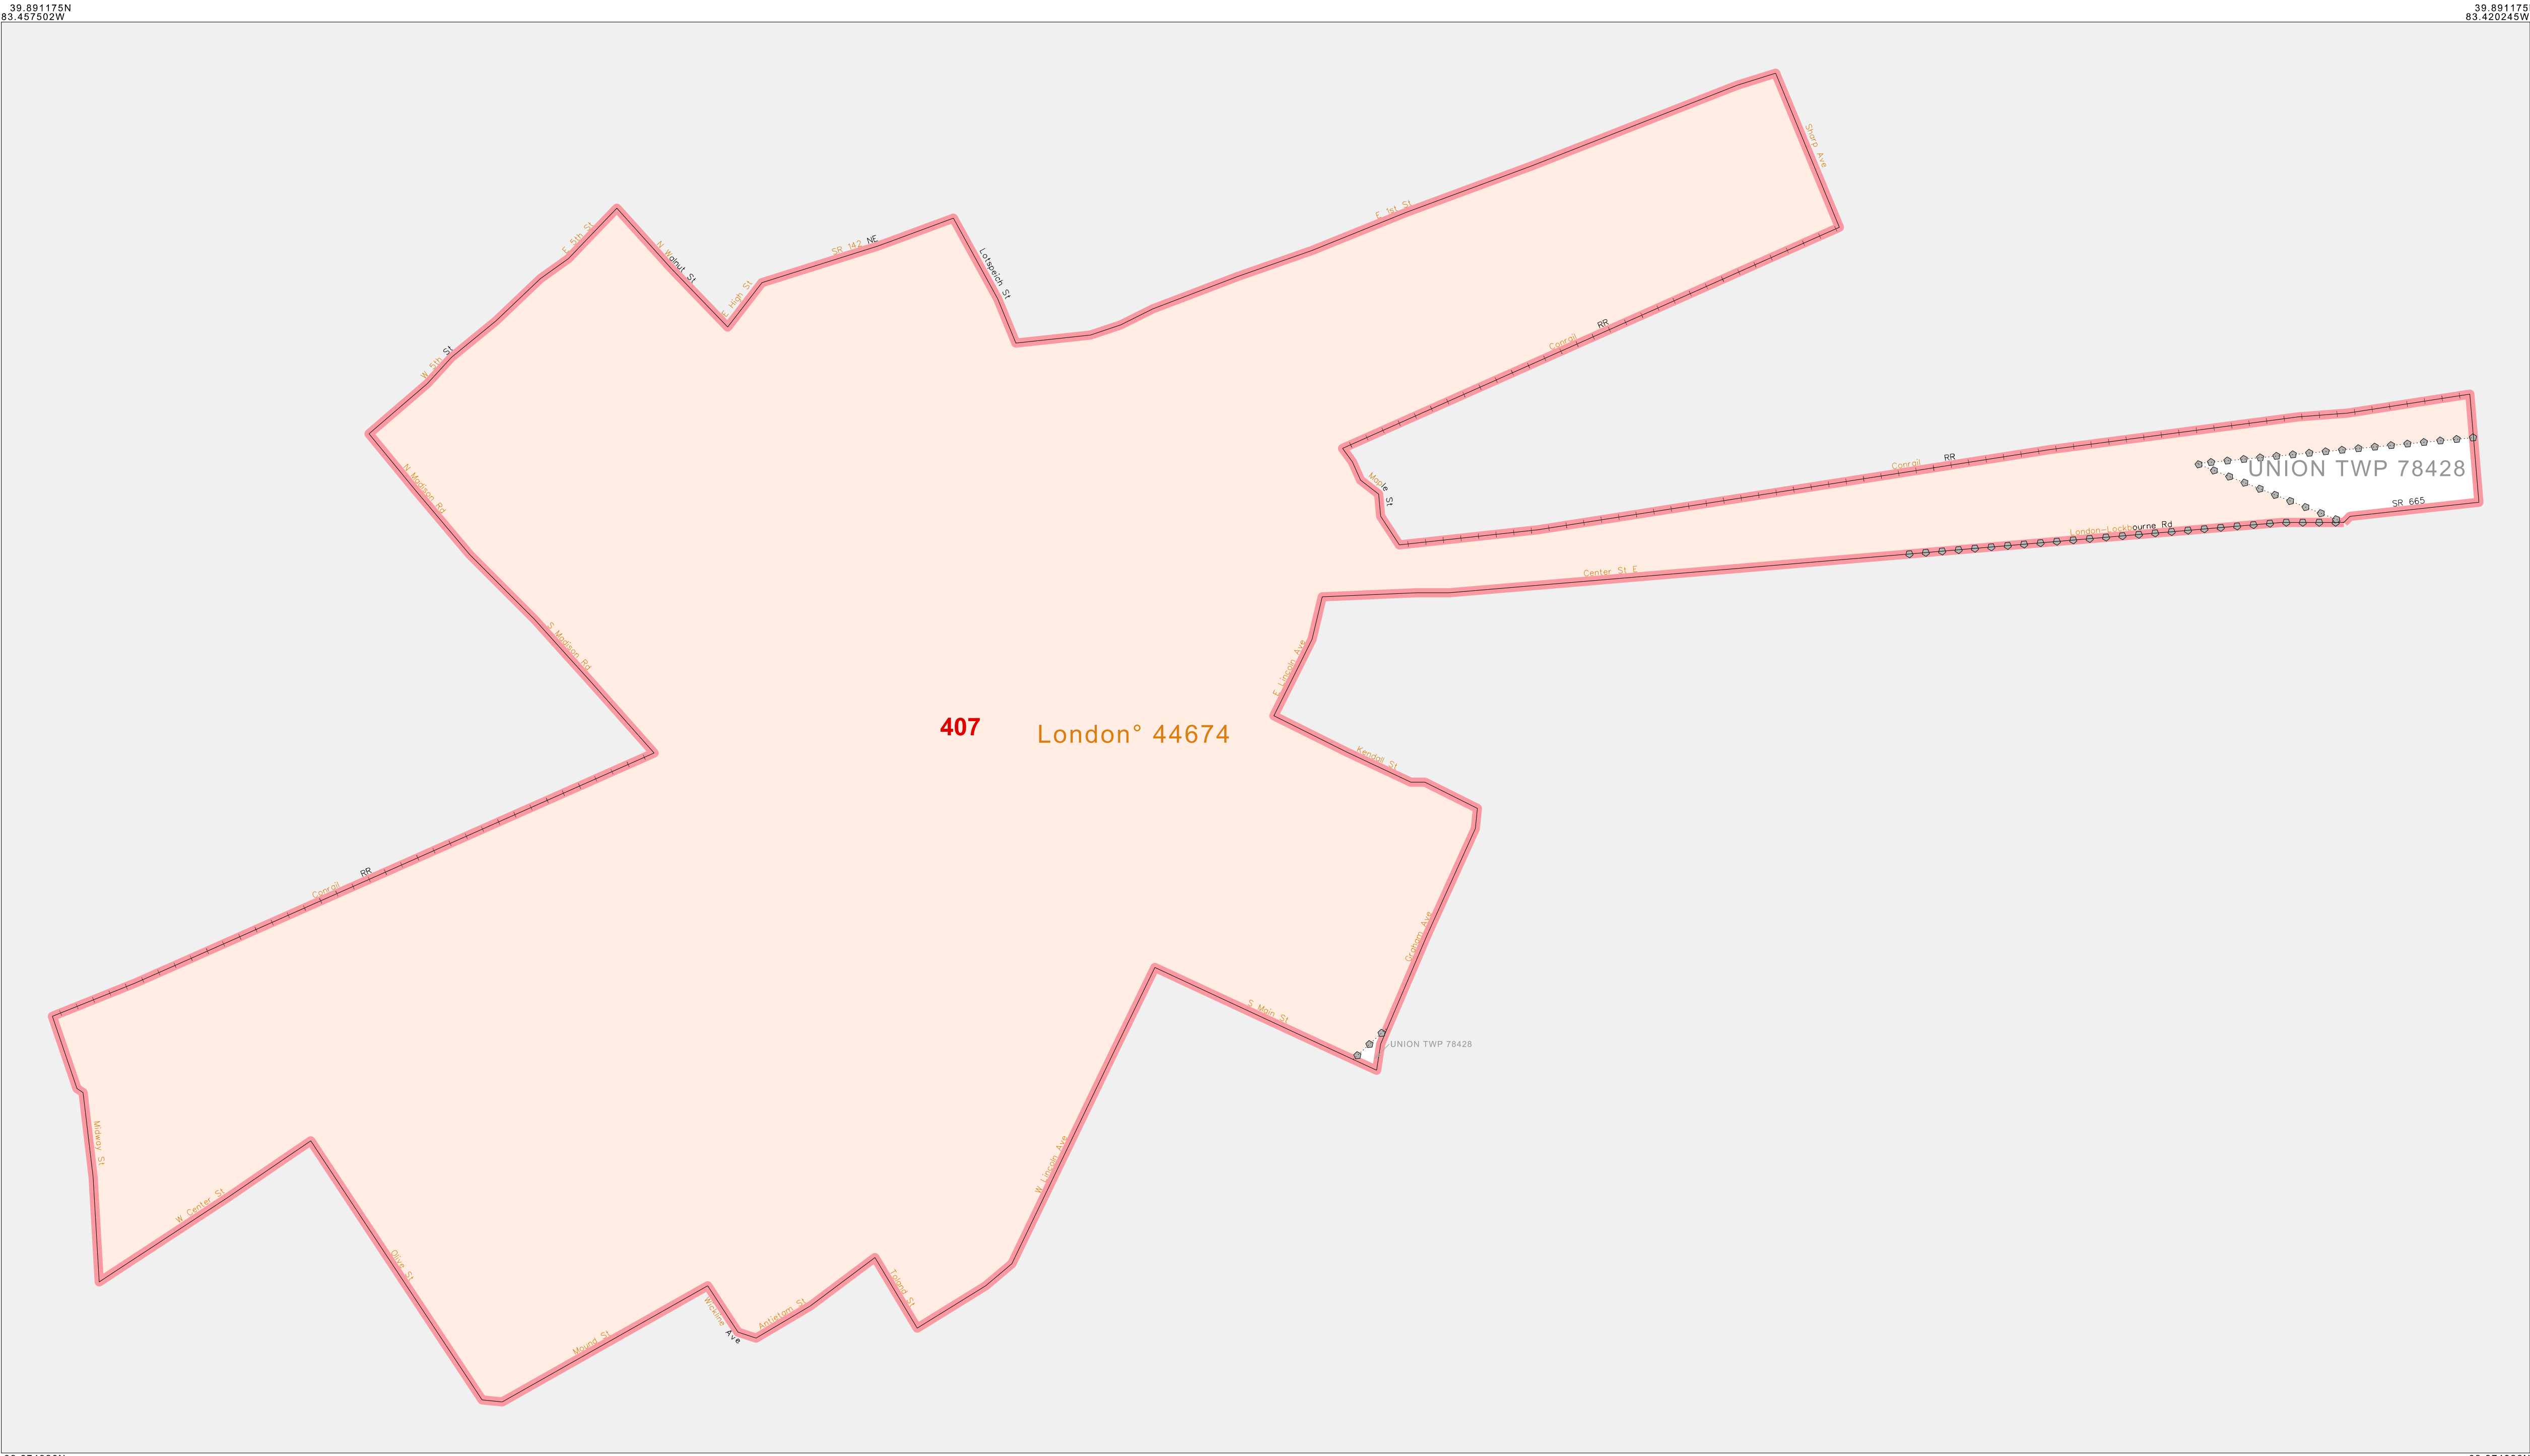 39.891175N
83.457502W
39.891175
83.420245W
Sharp Ave
E 1st St
E 5th St
N Walnut St
SR 142 NE
Lotspeich St
E High St
Conrail RR
W 5th St
Conrail RR
UNION TWP 78428
N Madison Rd
Maple St
SR 665
London-Lockbourne Rd
Center St E
S Madison Rd
E Lincoln Ave
407
London° 44674
Kendall St
Conrail RR
Graham Ave
S Main St
UNION TWP 78428
Midway St
W Lincoln Ave
W Center St
Olive St
Toland St
Wickline Ave
Antietam St
Mound St